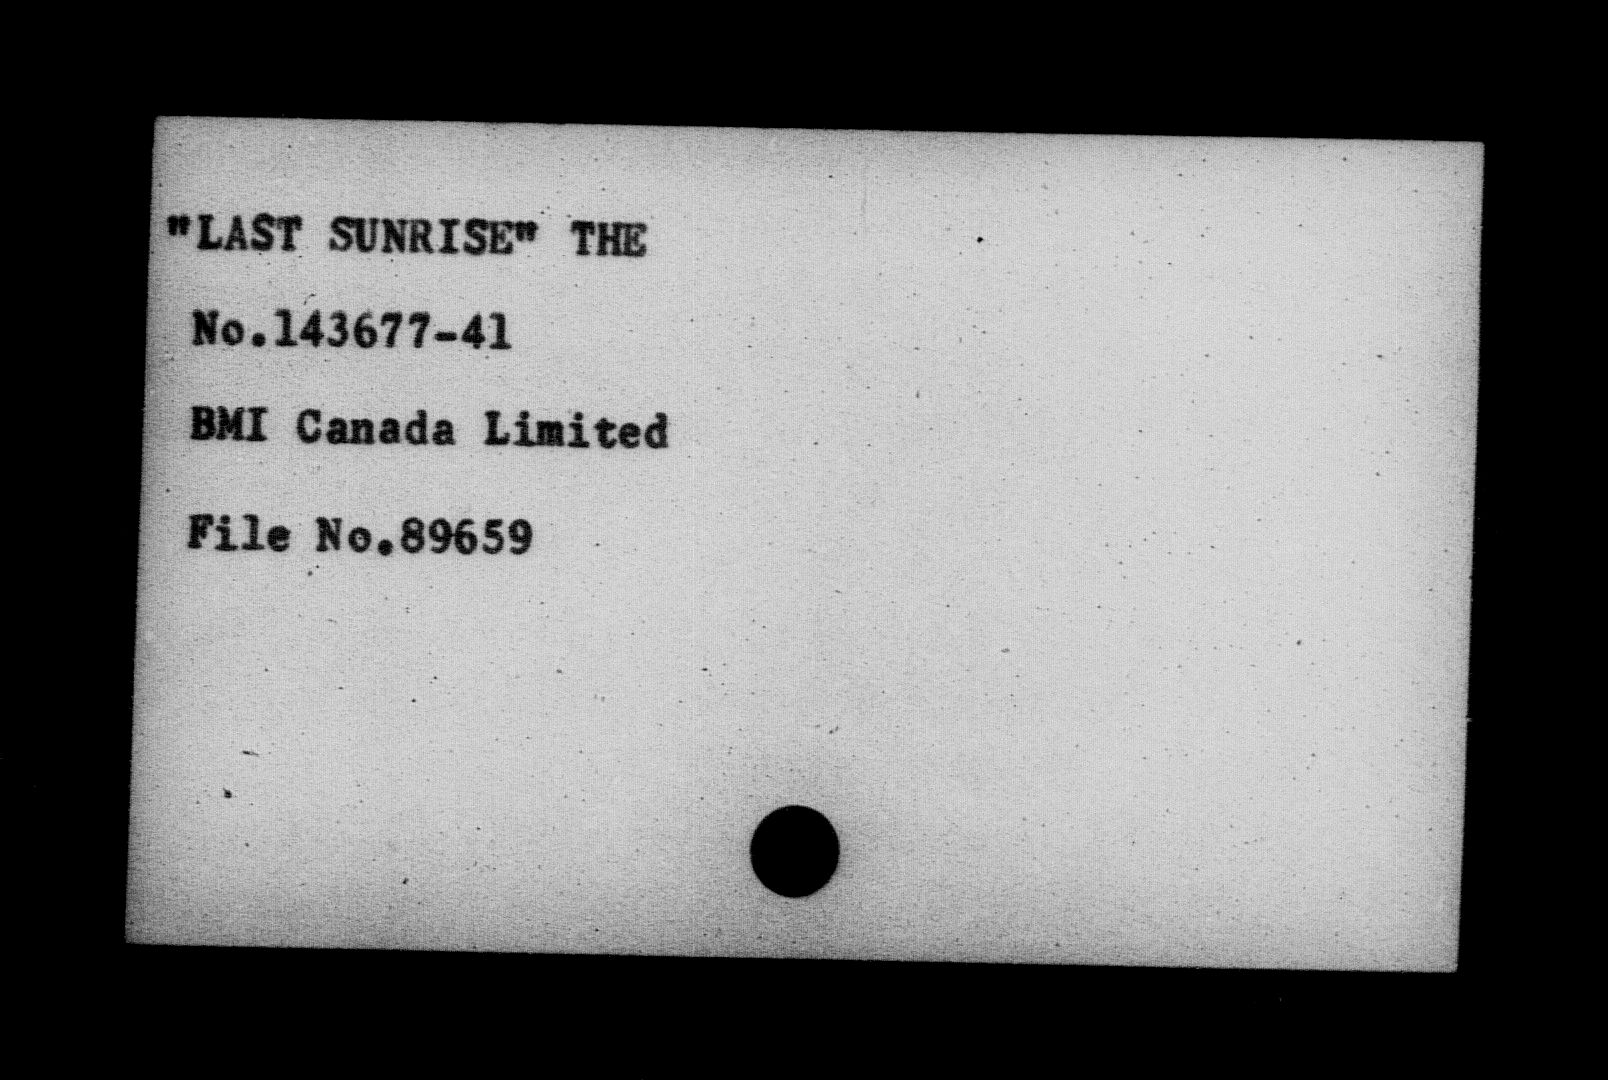 "LAST SUNRISE" THE
No.143677-41
BMI Canada Limited
File No.89659